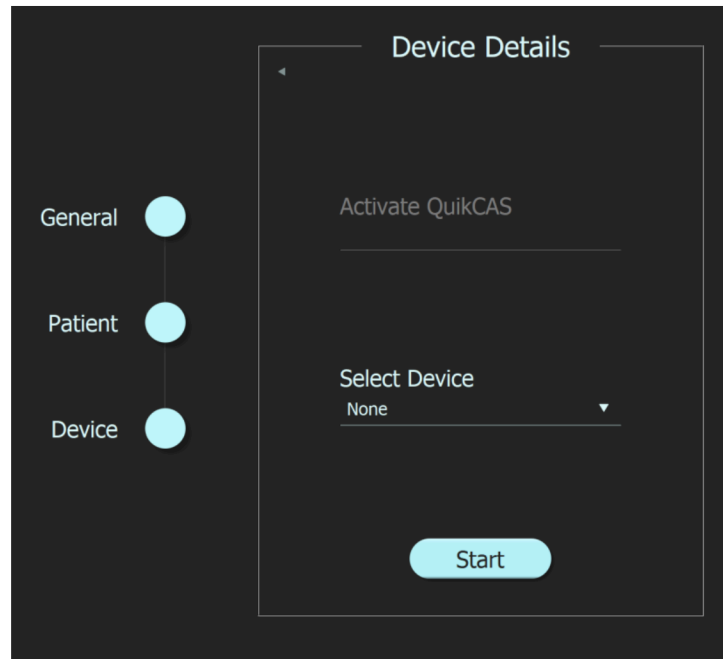 Device Details
General
Patient
Device
Activate QuikCAS
Select Device
None
Start